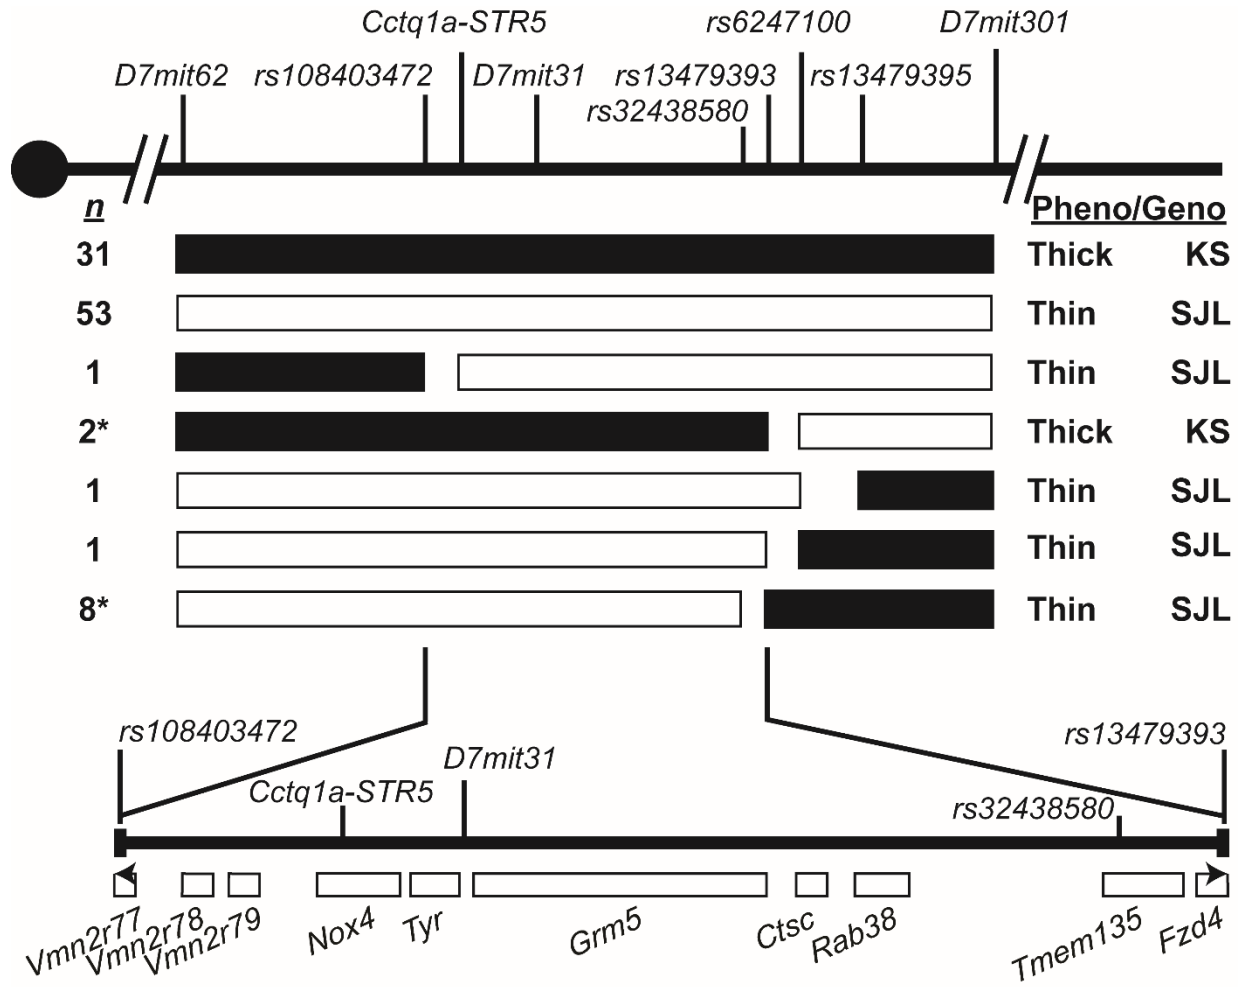 Cctq1a-STR5 rs6247100 D7mit301
D7mit62 rs108403472 D7mit31 rs13479393 rs13479395
rs32438580
n Pheno/Geno
31 Thick KS
53 Thin SJL
1 Thin SJL
2* Thick KS
1 Thin SJL
1 Thin SJL
8* Thin SJL
rs108403472 rs13479393
D7mit31
Cctq1a-STR5 rs32438580
Vmn2r77 Vmn2r78 Vmn2r79 Nox4 Tyr Grm5 Ctsc Rab38 Tmem135 Fzd4